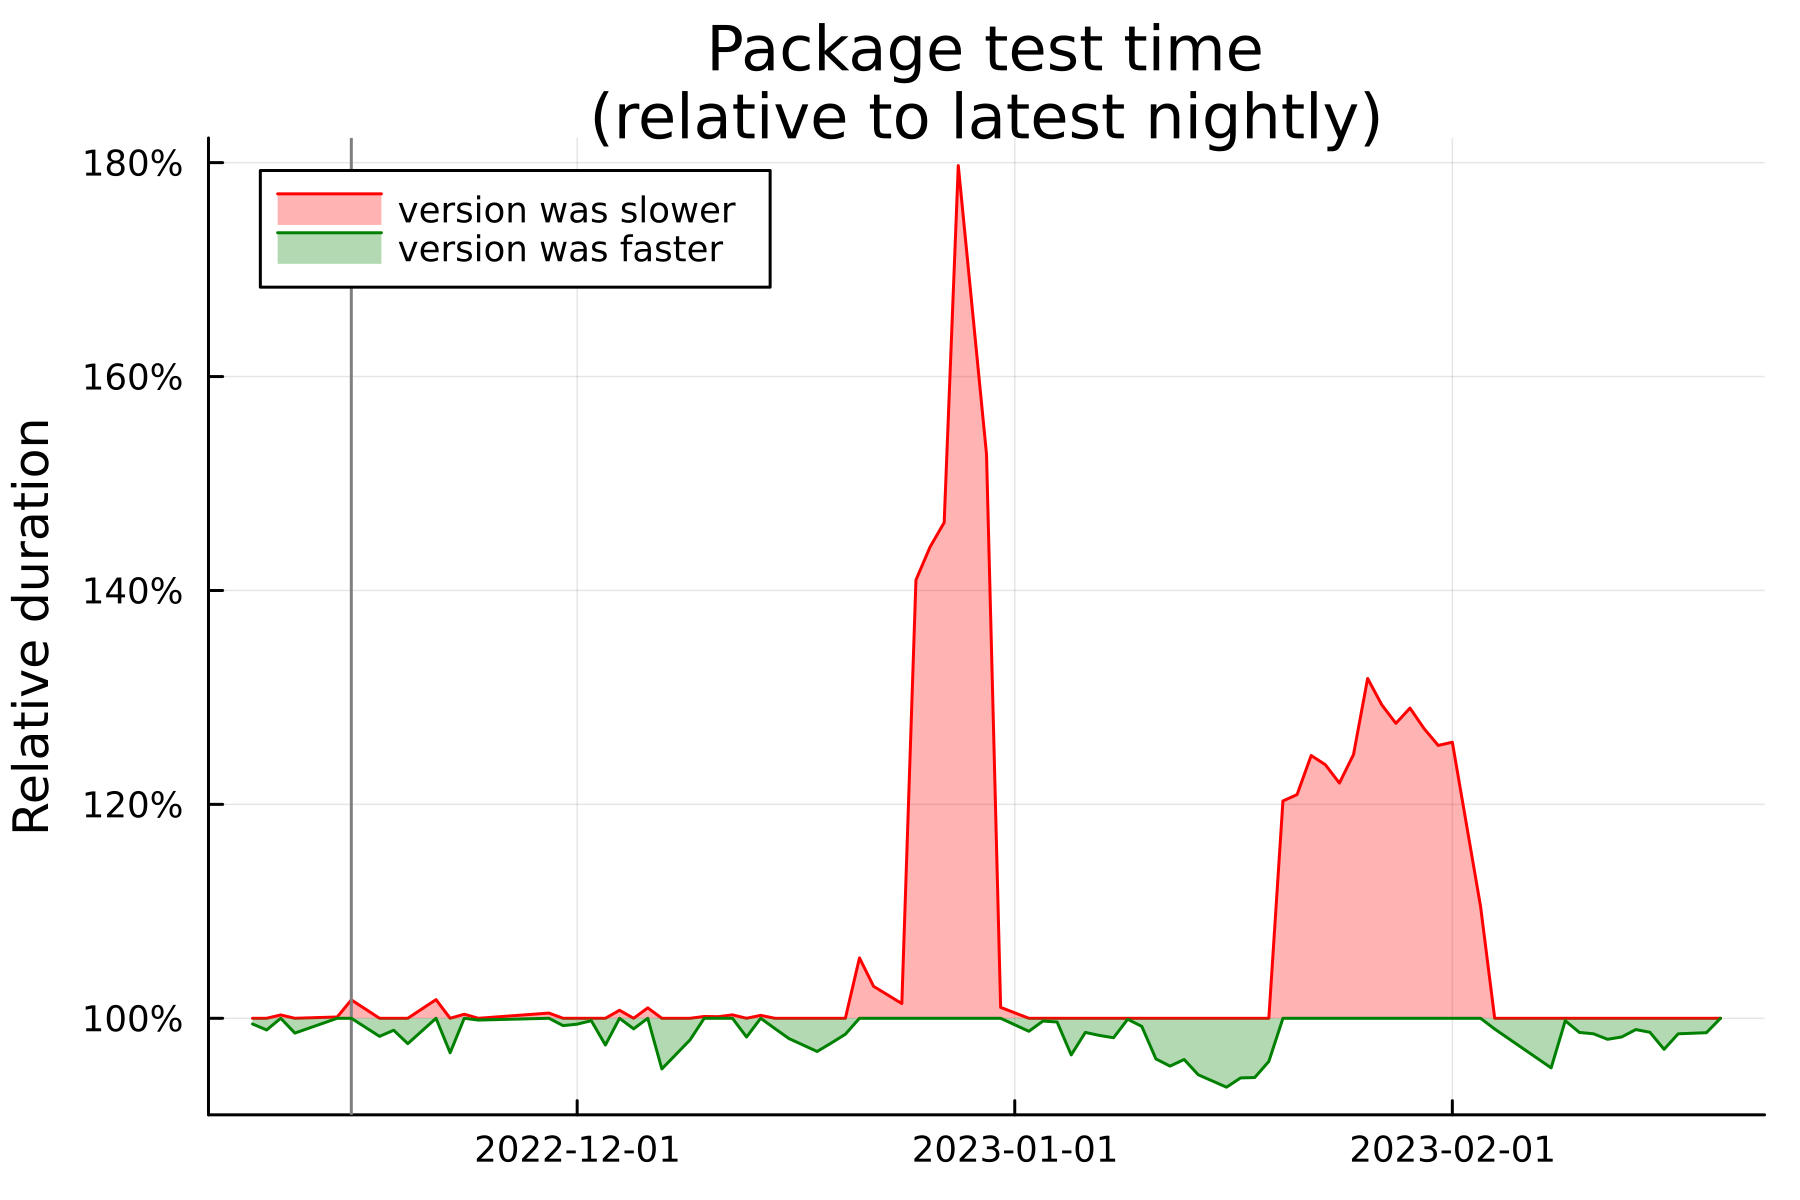 Package test time
(relative to latest nightly)
180%
version was slower
version was faster
160%
140%
120%
100%
Relative duration
2022-12-01
2023-01-01
2023-02-01